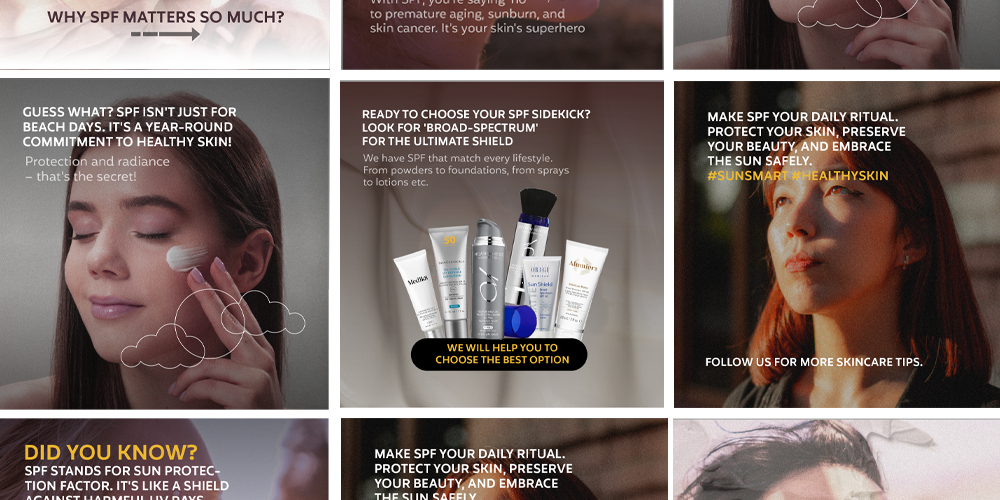 WHY SPF MATTERS SO MUCH?
With SPF, you're saying 'no'
to premature aging, sunburn, and
skin cancer. It's your skin's superhero
GUESS WHAT? SPF ISN'T JUST FOR
BEACH DAYS. IT'S A YEAR-ROUND
COMMITMENT TO HEALTHY SKIN!
Protection and radiance
– that's the secret!
READY TO CHOOSE YOUR SPF SIDEKICK?
LOOK FOR 'BROAD-SPECTRUM'
FOR THE ULTIMATE SHIELD
We have SPF that match every lifestyle.
From powders to foundations, from sprays
to lotions etc.
Medik8
50
Sun Shield
Alumier
WE WILL HELP YOU TO
CHOOSE THE BEST OPTION
MAKE SPF YOUR DAILY RITUAL.
PROTECT YOUR SKIN, PRESERVE
YOUR BEAUTY, AND EMBRACE
THE SUN SAFELY.
#SUNSMART #HEALTHYSKIN
FOLLOW US FOR MORE SKINCARE TIPS.
DID YOU KNOW?
SPF STANDS FOR SUN PROTEC-
TION FACTOR. IT'S LIKE A SHIELD
AGAINST HARMFUL UV RAYS
MAKE SPF YOUR DAILY RITUAL.
PROTECT YOUR SKIN, PRESERVE
YOUR BEAUTY, AND EMBRACE
THE SUN SAFELY.